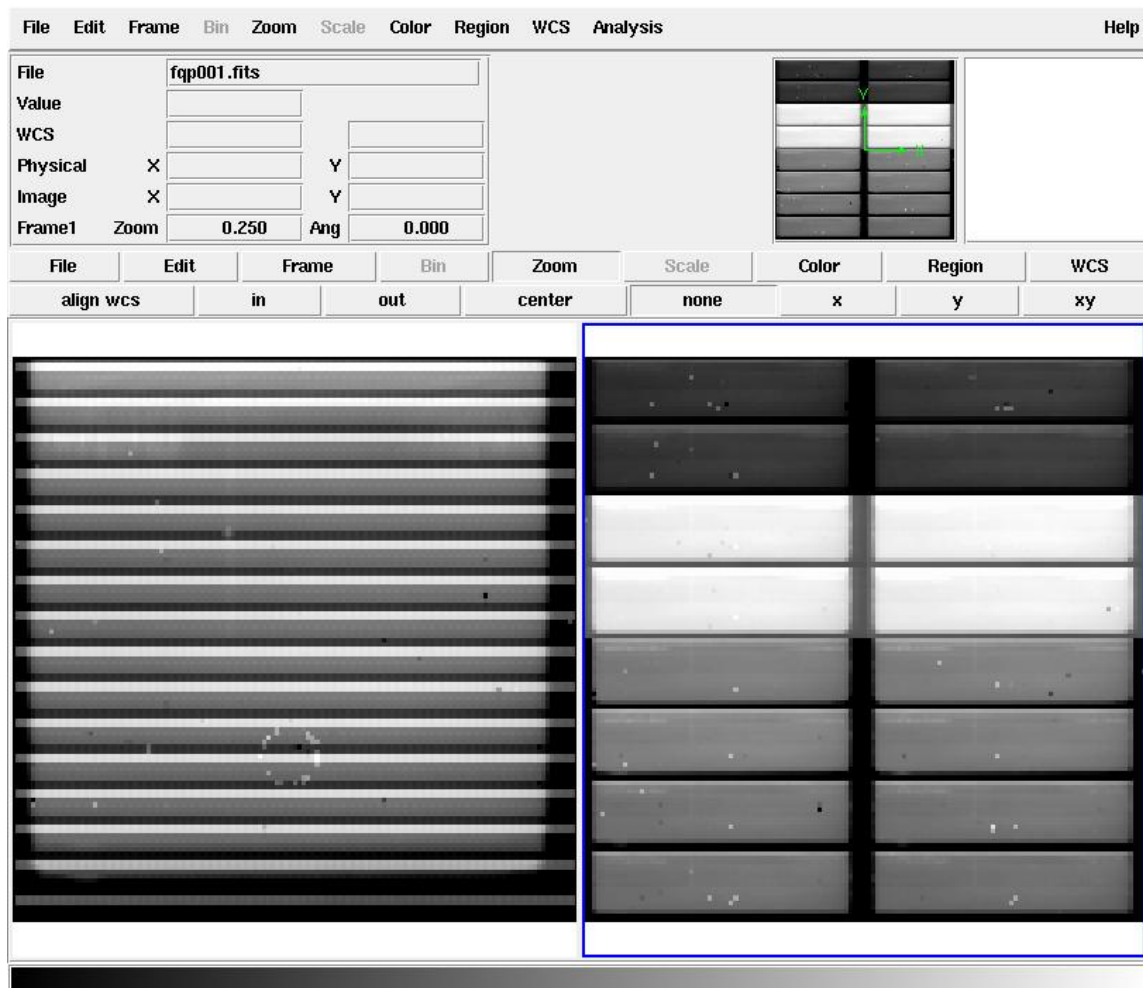 File Edit Frame Bin Zoom Scale Color Region WCS Analysis Help
File fqp001.fits
Value
WCS
Physical X Y
Image X Y
Frame1 Zoom 0.250 Ang 0.000
Y
X
File Edit Frame Bin Zoom Scale Color Region WCS
align wcs in out center none x y xy